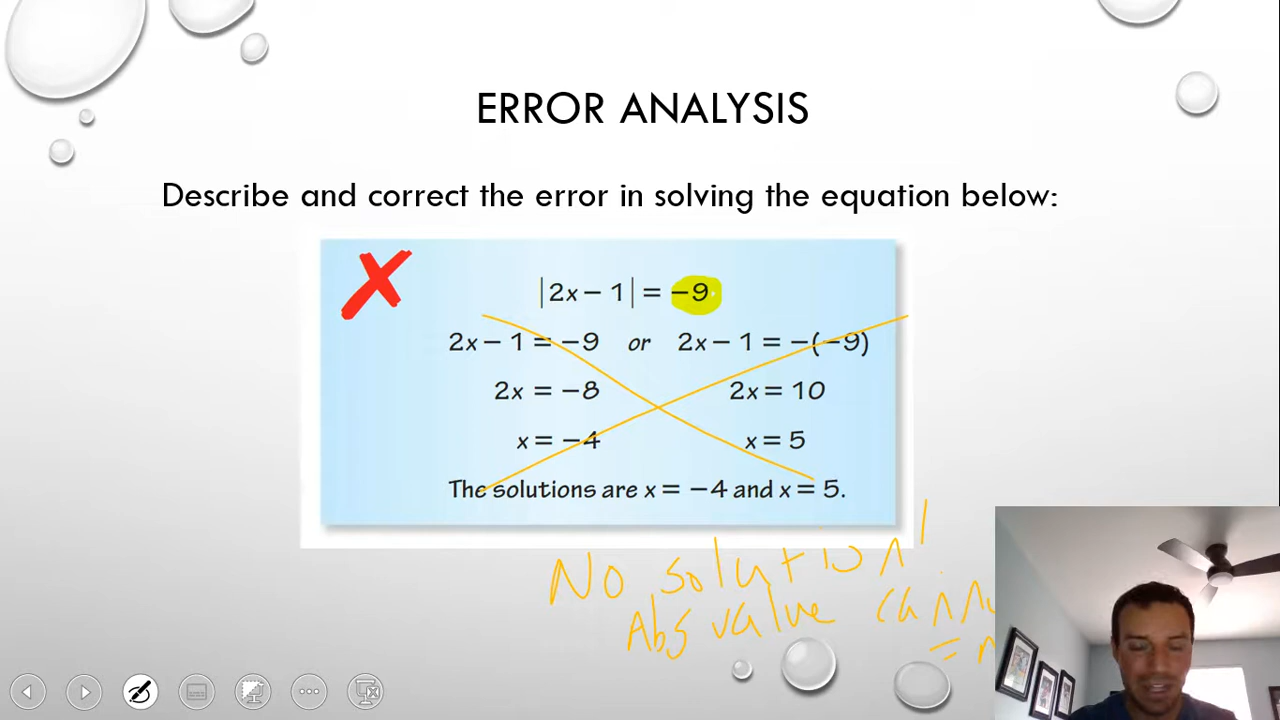 ERROR ANALYSIS
Describe and correct the error in solving the equation below:
|2x − 1| = −9
2x − 1 = −9 or 2x − 1 = −(−9)
2x = −8 2x = 10
x = −4 x = 5
The solutions are x = −4 and x = 5.
No solution!
Abs value
=